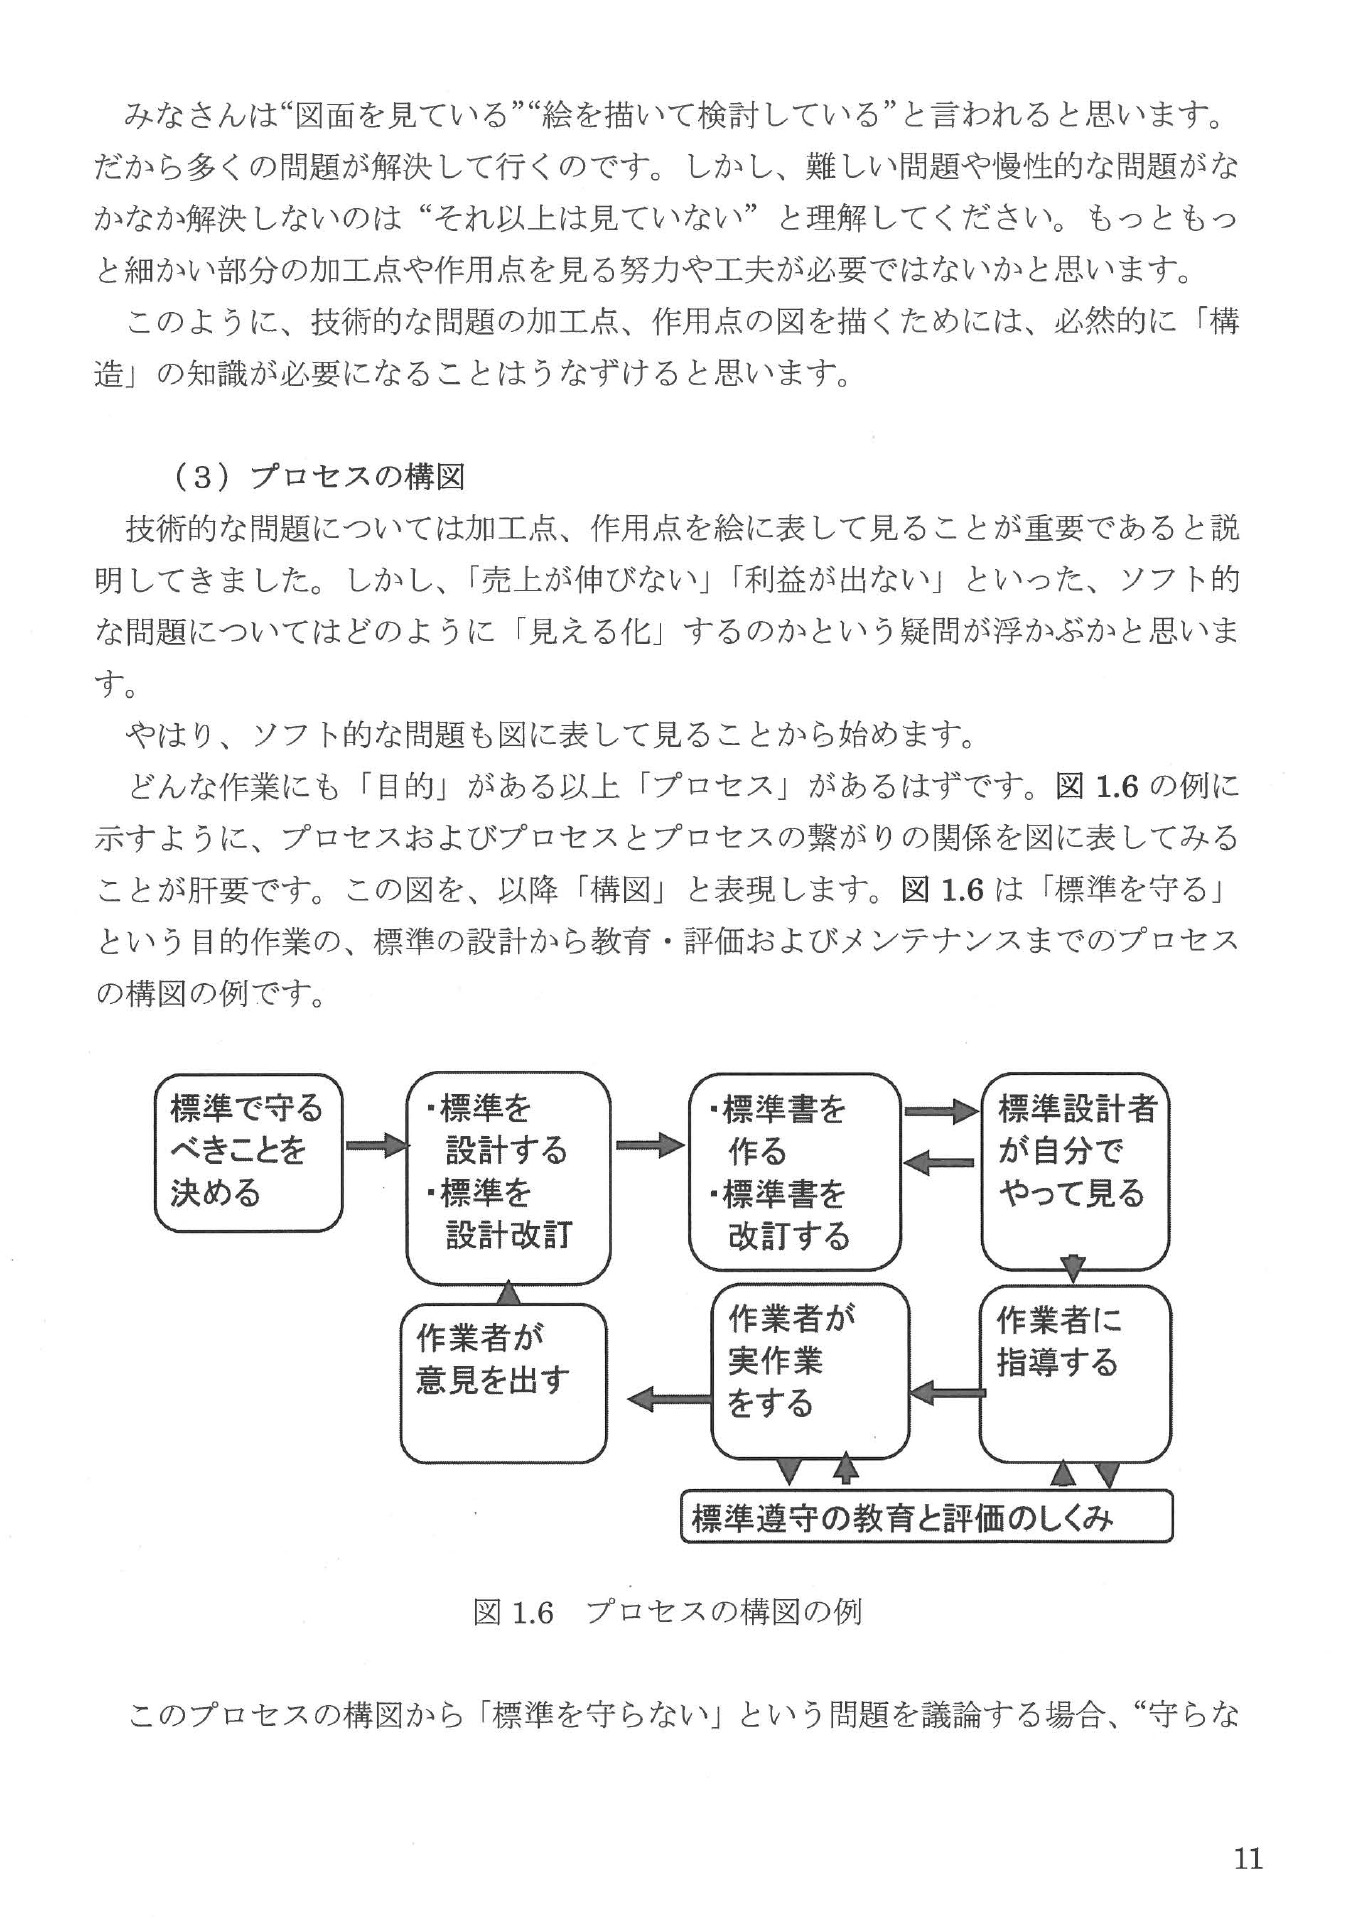 みなさんは“図面を見ている”“絵を描いて検討している”と言われると思います。
だから多くの問題が解決して行くのです。しかし、難しい問題や慢性的な問題がな
かなか解決しないのは“それ以上は見ていない”と理解してください。もっともっ
と細かい部分の加工点や作用点を見る努力や工夫が必要ではないかと思います。
このように、技術的な問題の加工点、作用点の図を描くためには、必然的に「構
造」の知識が必要になることはうなずけると思います。
（3）プロセスの構図
技術的な問題については加工点、作用点を絵に表して見ることが重要であると説
明してきました。しかし、「売上が伸びない」「利益が出ない」といった、ソフト的
な問題についてはどのように「見える化」するのかという疑問が浮かぶかと思いま
す。
やはり、ソフト的な問題も図に表して見ることから始めます。
どんな作業にも「目的」がある以上「プロセス」があるはずです。図 1.6 の例に
示すように、プロセスおよびプロセスとプロセスの繋がりの関係を図に表してみる
ことが肝要です。この図を、以降「構図」と表現します。図 1.6 は「標準を守る」
という目的作業の、標準の設計から教育・評価およびメンテナンスまでのプロセス
の構図の例です。
標準で守る
べきことを
決める
・標準を
設計する
・標準を
設計改訂
・標準書を
作る
・標準書を
改訂する
標準設計者
が自分で
やって見る
作業者が
意見を出す
作業者が
実作業
をする
作業者に
指導する
標準遵守の教育と評価のしくみ
図 1.6　プロセスの構図の例
このプロセスの構図から「標準を守らない」という問題を議論する場合、“守らな
11